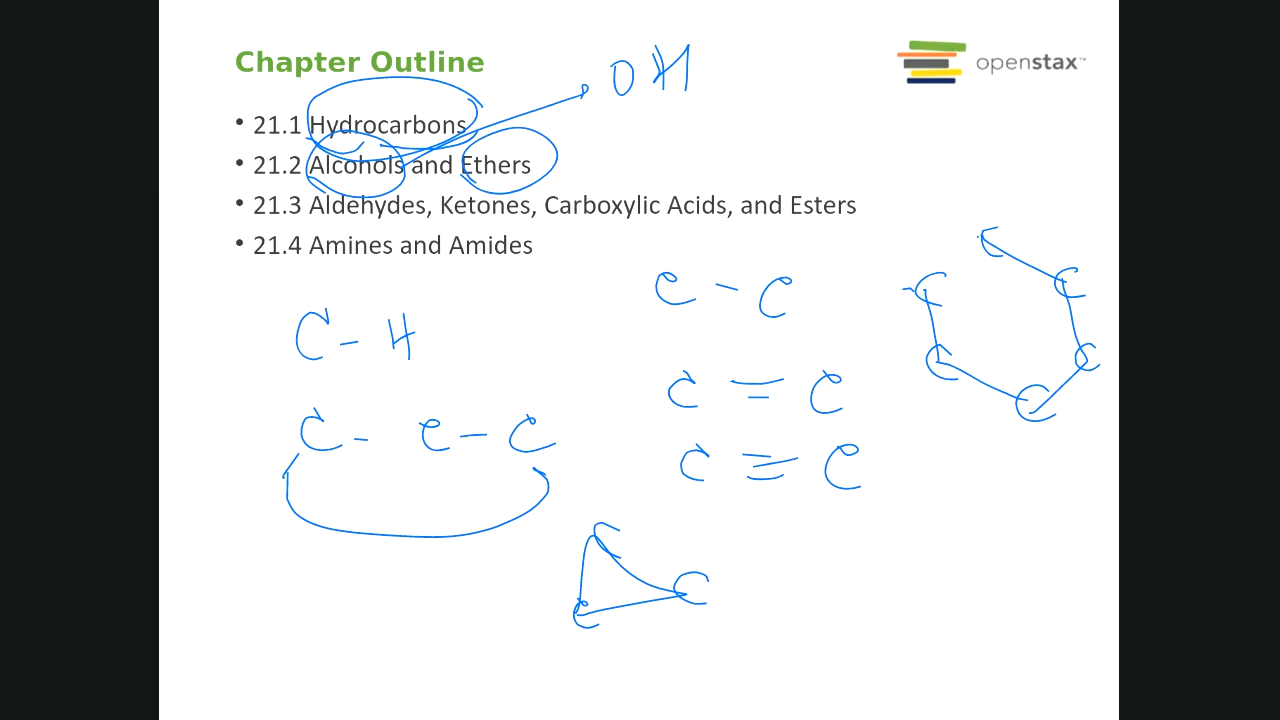 Chapter Outline
openstax™
OH
• 21.1 Hydrocarbons
• 21.2 Alcohols and Ethers
• 21.3 Aldehydes, Ketones, Carboxylic Acids, and Esters
• 21.4 Amines and Amides
C - H
C - C - C
C - C
C = C
C ≡ C
C
C
C
C
C
C
C
C
C